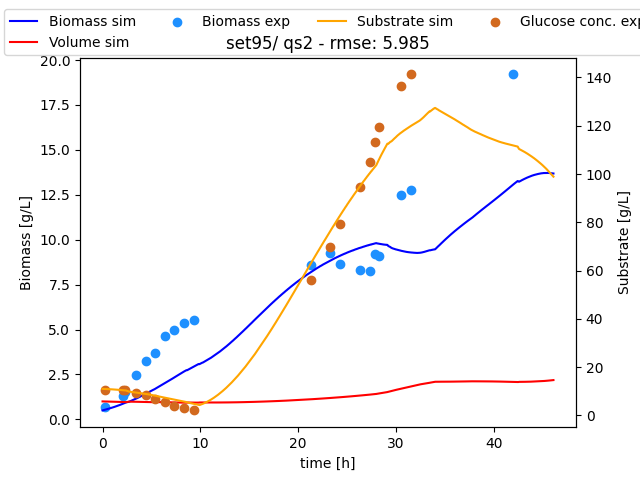 Biomass sim Biomass exp Substrate sim Glucose conc. exp
Volume sim
set95/ qs2 - rmse: 5.985
20.0
17.5
15.0
12.5
10.0
7.5
5.0
2.5
0.0
Biomass [g/L]
140
120
100
80
60
40
20
0
Substrate [g/L]
0 10 20 30 40
time [h]